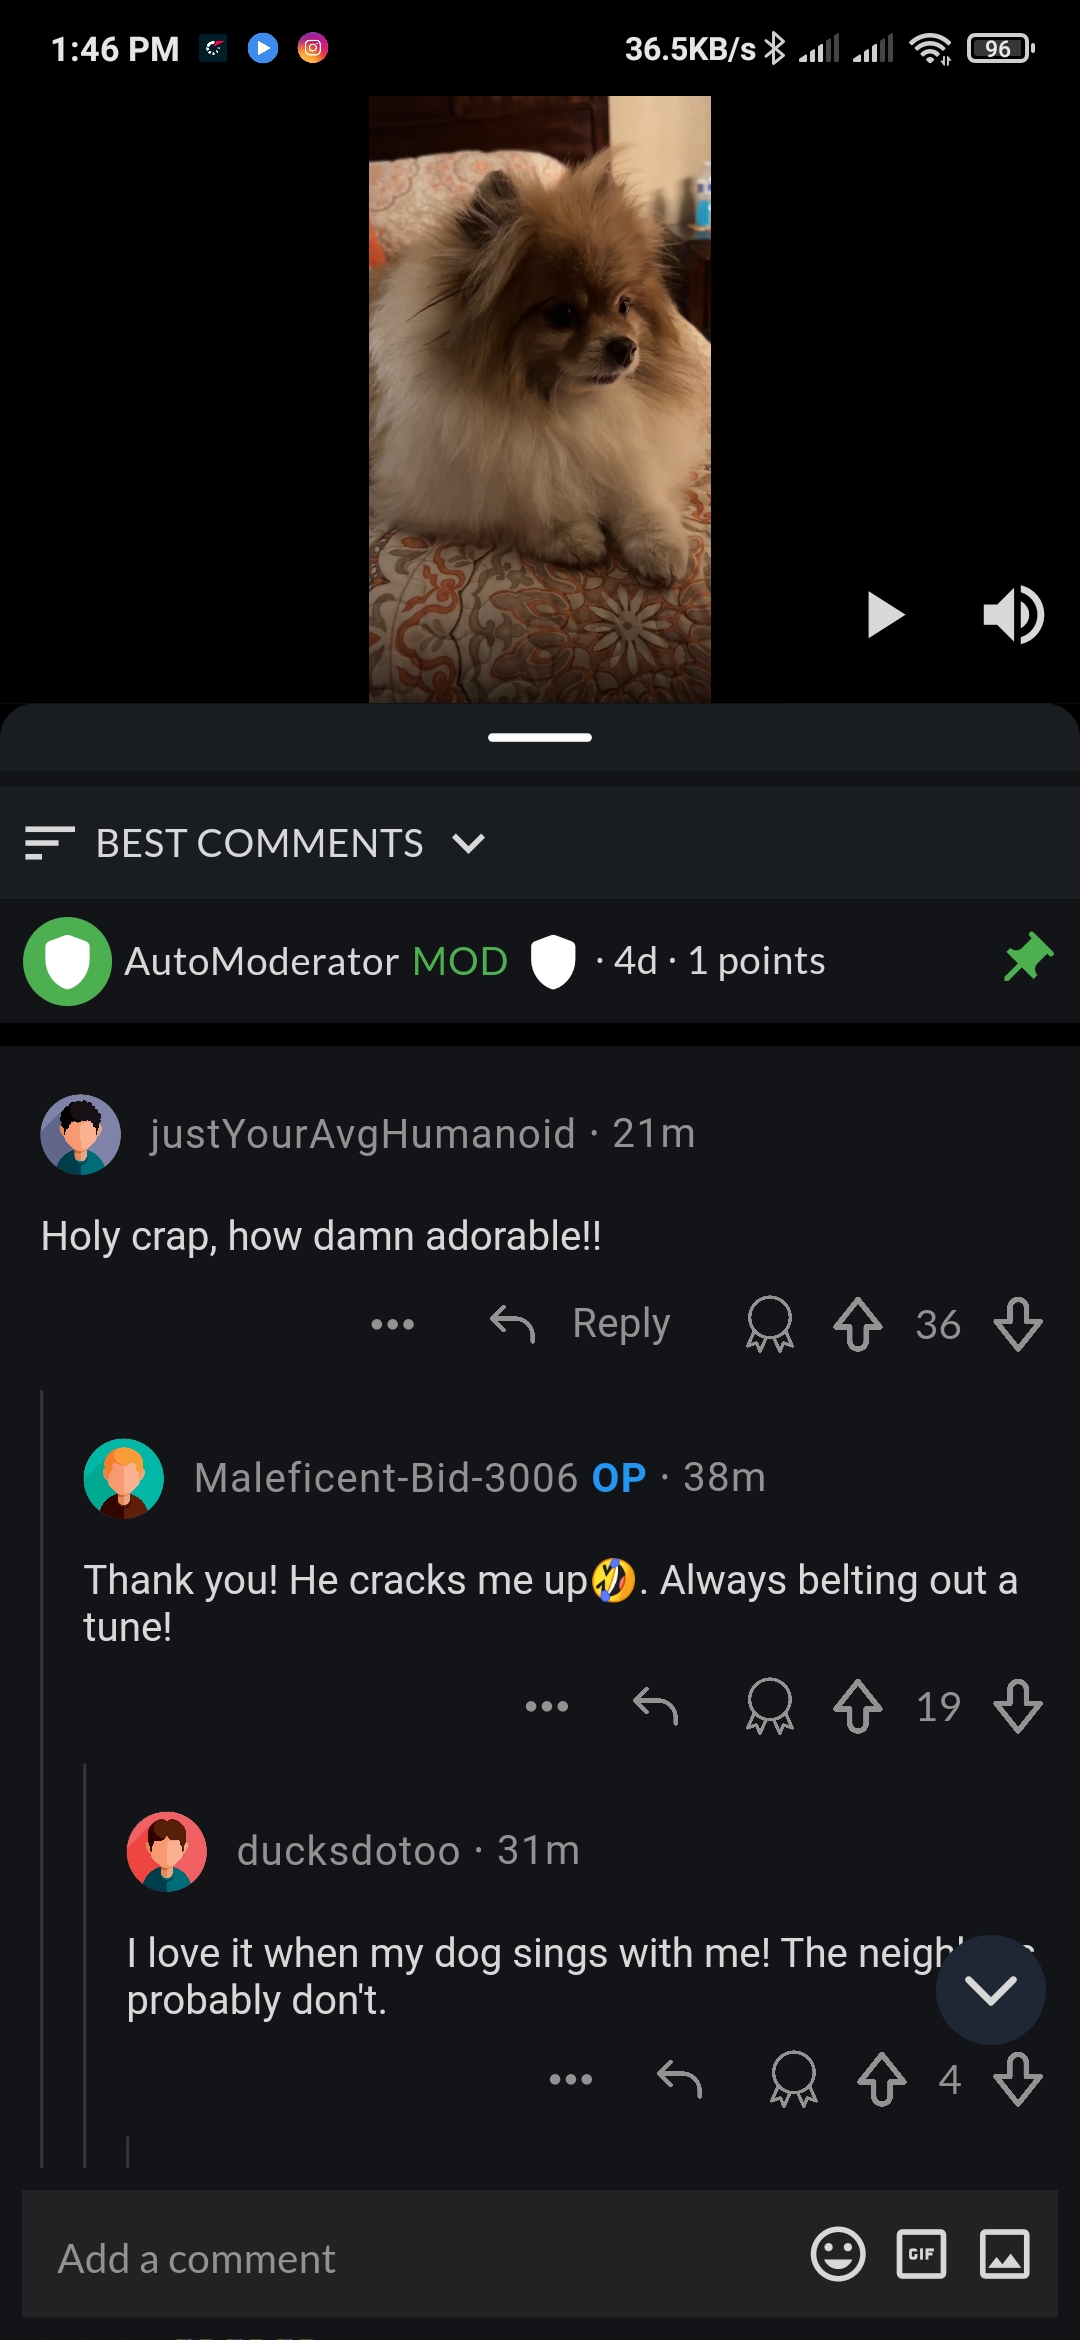 1:46 PM 36.5KB/s 96
BEST COMMENTS
AutoModerator MOD · 4d · 1 points
justYourAvgHumanoid · 21m
Holy crap, how damn adorable!!
Reply 36
Maleficent-Bid-3006 OP · 38m
Thank you! He cracks me up🤣. Always belting out a
tune!
19
ducksdotoo · 31m
I love it when my dog sings with me! The
probably don't.
4
Add a comment GIF